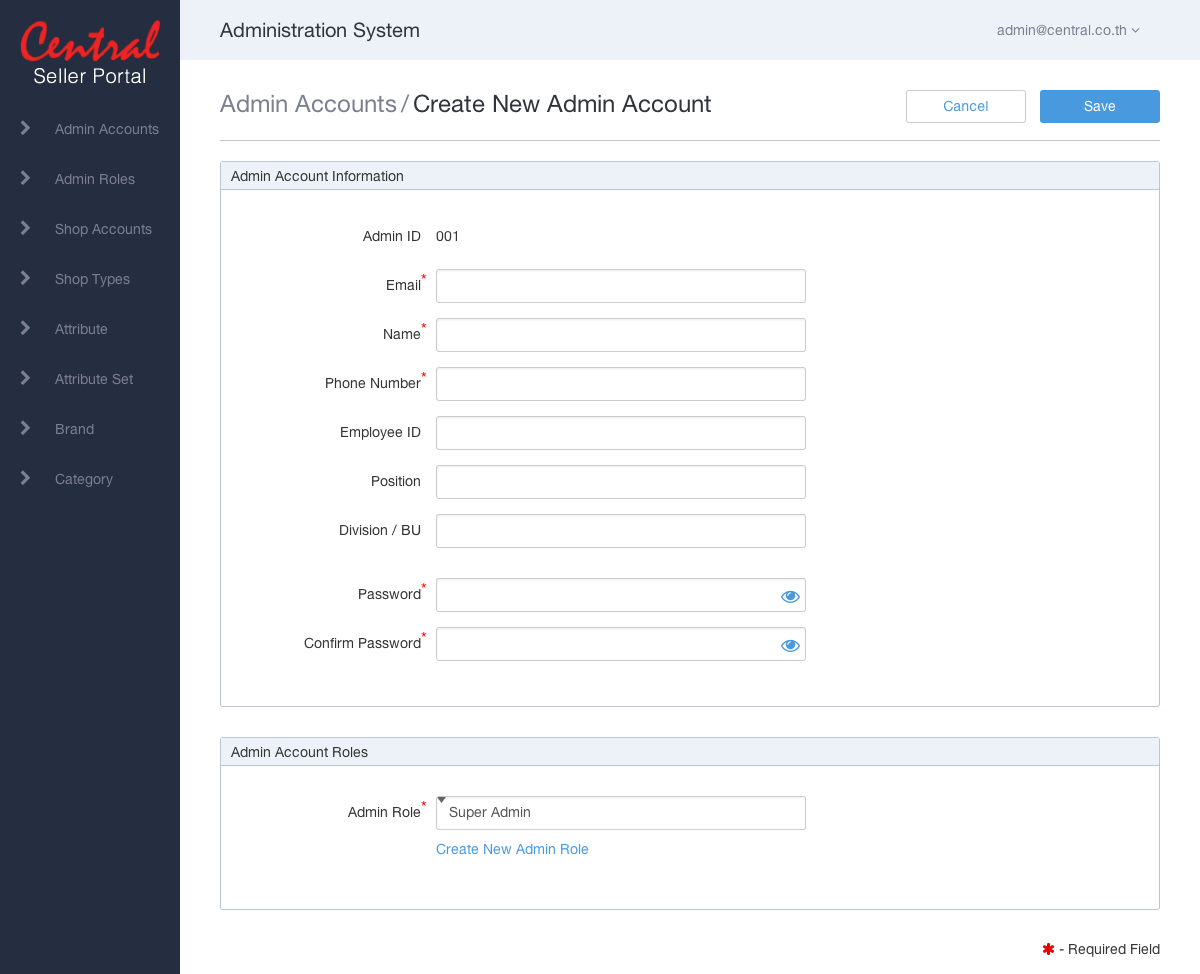 Central
Seller Portal
Admin Accounts
Admin Roles
Shop Accounts
Shop Types
Attribute
Attribute Set
Brand
Category
Administration System
admin@central.co.th
Admin Accounts / Create New Admin Account
Cancel
Save
Admin Account Information
Admin ID 001
Email*
Name*
Phone Number*
Employee ID
Position
Division / BU
Password*
Confirm Password*
Admin Account Roles
Admin Role* Super Admin
Create New Admin Role
* - Required Field